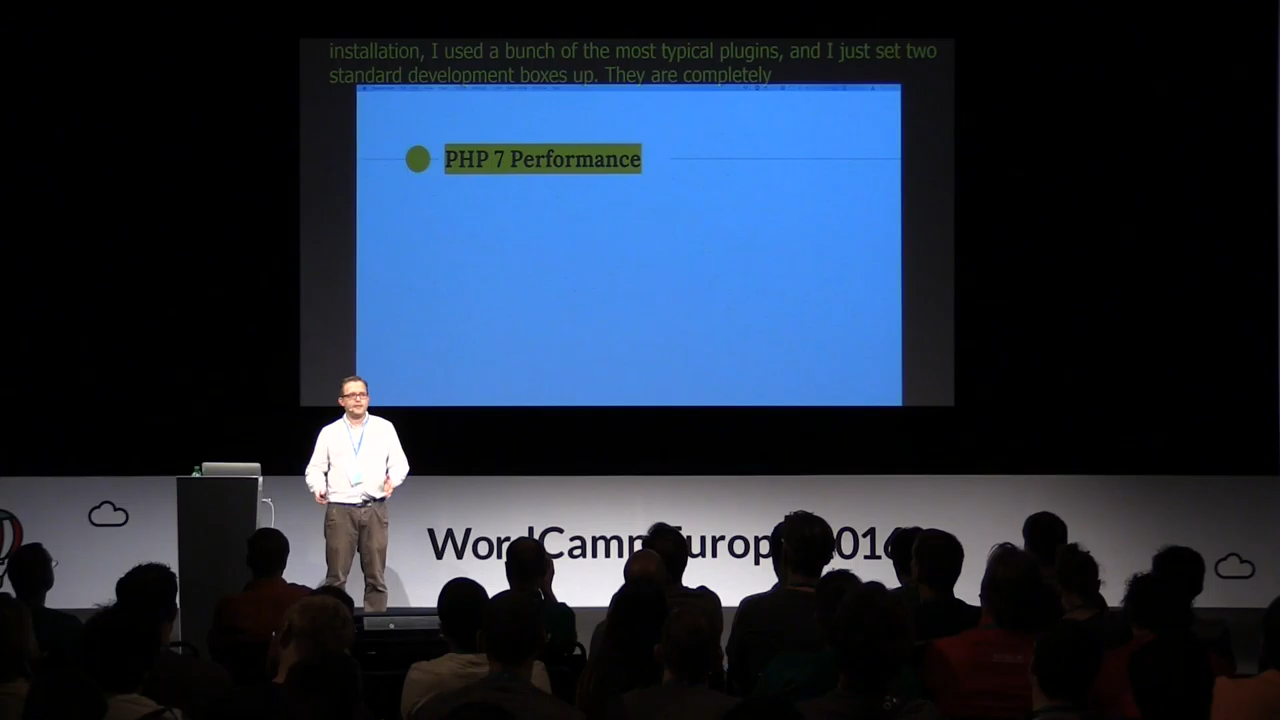 installation, I used a bunch of the most typical plugins, and I just set two
standard development boxes up. They are completely
PHP 7 Performance
WordCamp Europe 2016